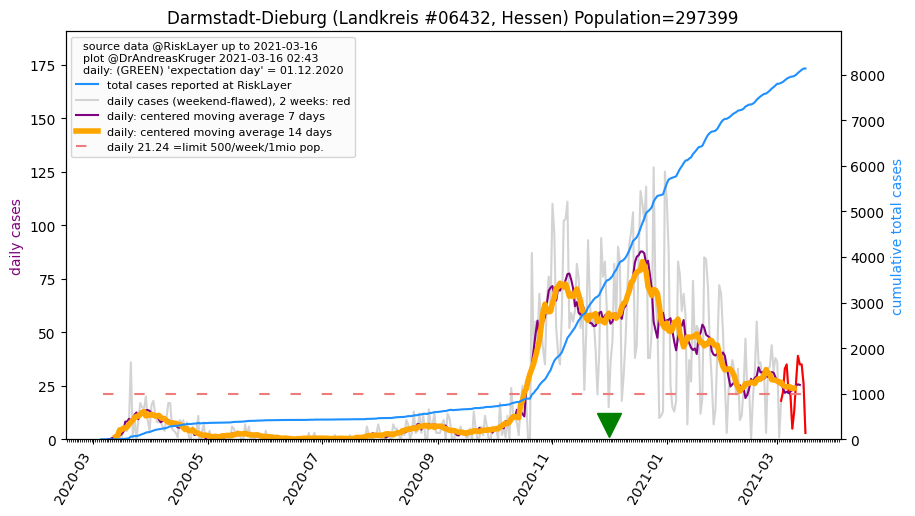 Darmstadt-Dieburg (Landkreis #06432, Hessen) Population=297399
source data @RiskLayer up to 2021-03-16
plot @DrAndreasKruger 2021-03-16 02:43
daily: (GREEN) 'expectation day' = 01.12.2020
total cases reported at RiskLayer
daily cases (weekend-flawed), 2 weeks: red
daily: centered moving average 7 days
daily: centered moving average 14 days
daily 21.24 =limit 500/week/1mio pop.
daily cases
175
150
125
100
75
50
25
0
8000
7000
6000
5000
4000
3000
2000
1000
0
cumulative total cases
2020-03
2020-05
2020-07
2020-09
2020-11
2021-01
2021-03